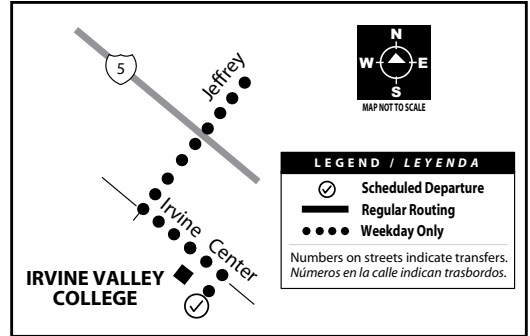 5
Jeffrey
Irvine Center
IRVINE VALLEY
COLLEGE
N
W E
S
MAP NOT TO SCALE
LEGEND / LEYENDA
Scheduled Departure
Regular Routing
Weekday Only
Numbers on streets indicate transfers.
Números en la calle indican trasbordos.